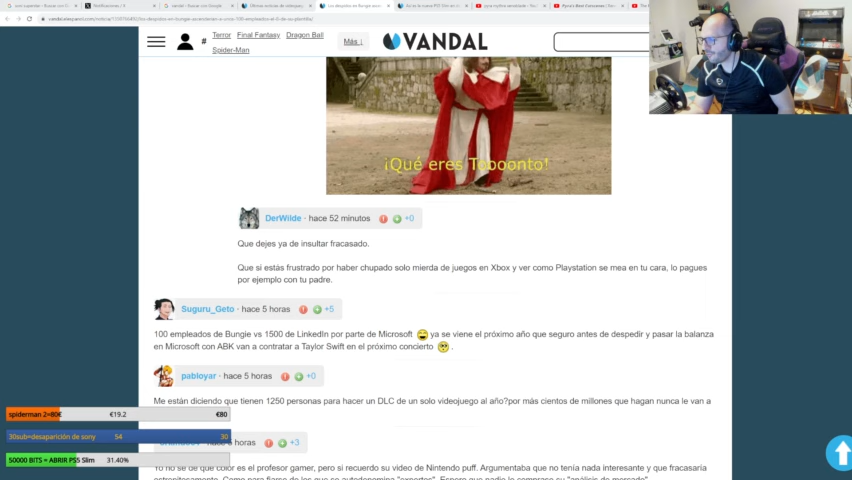 Terror Final Fantasy Dragon Ball
Spider-Man
#
Más ↓
VANDAL
¡Qué eres Toooonto!
DerWilde · hace 52 minutos +0
Que dejes ya de insultar fracasado.
Que si estás frustrado por haber chupado solo mierda de juegos en Xbox y ver como Playstation se mea en tu cara, lo pagues
por ejemplo con tu padre.
Suguru_Geto · hace 5 horas +5
100 empleados de Bungie vs 1500 de LinkedIn por parte de Microsoft ya se viene el próximo año que seguro antes de despedir y pasar la balanza
en Microsoft con ABK van a contratar a Taylor Swift en el próximo concierto .
pabloyar · hace 5 horas +0
Me están diciendo que tienen 1250 personas para hacer un DLC de un solo videojuego al año?por más cientos de millones que hagan nunca le van a
spiderman 2=80€ €19.2 €80
30sub=desaparición de sony 54 30
horas +3
50000 BITS = ABRIR PS5 Slim 31.40%
Yo no se de que color es el profesor gamer, pero si recuerdo su video de Nintendo puff. Argumentaba que no tenía nada interesante y que fracasaría